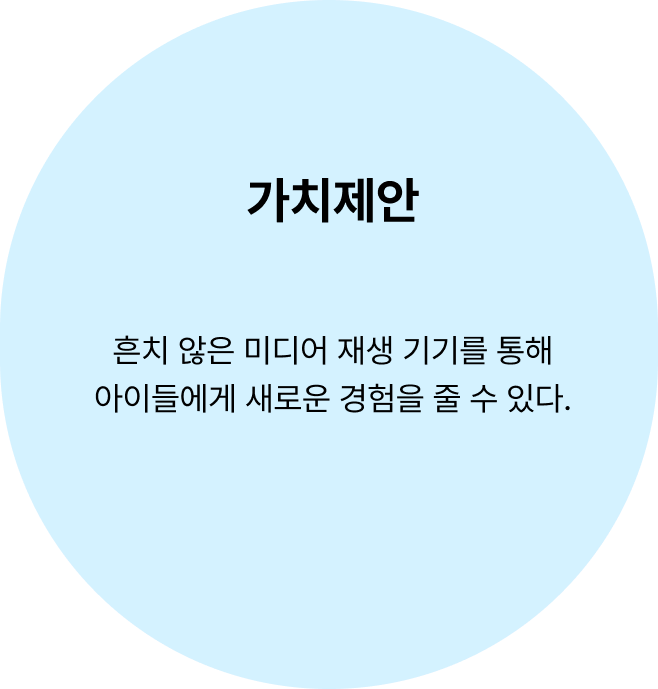 가치제안
흔치 않은 미디어 재생 기기를 통해
아이들에게 새로운 경험을 줄 수 있다.